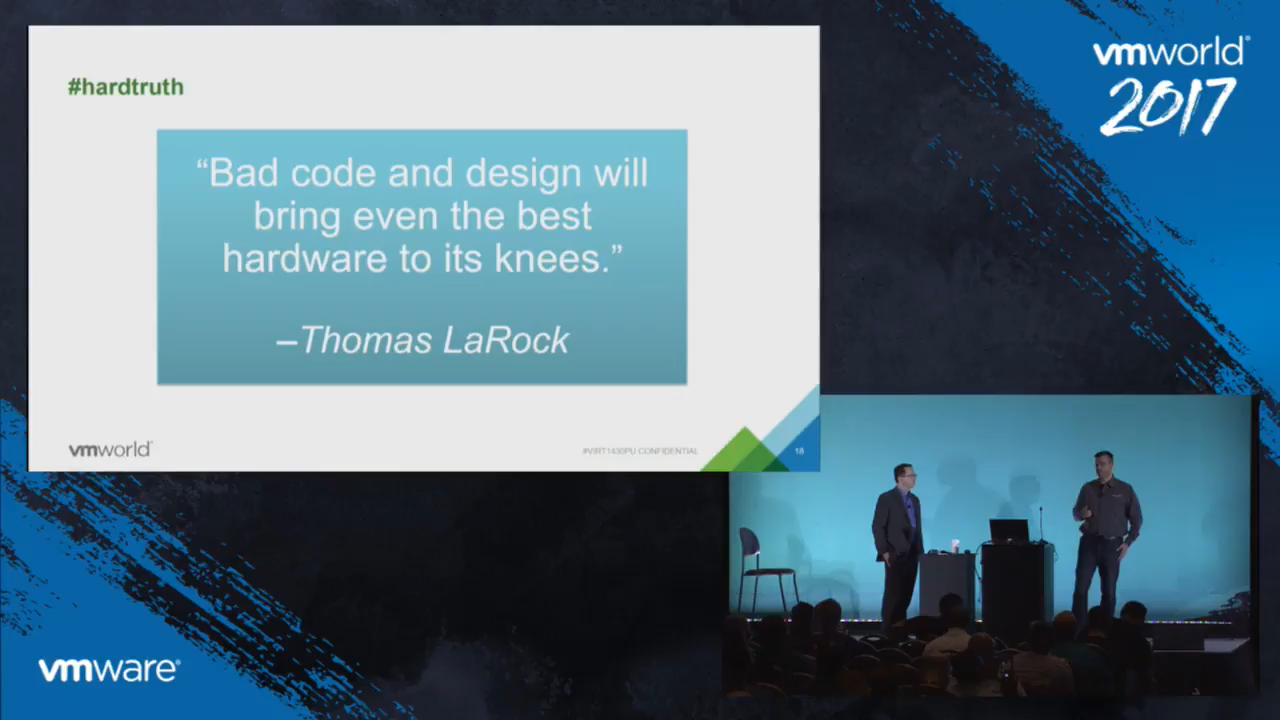 #hardtruth
“Bad code and design will
bring even the best
hardware to its knees.”
–Thomas LaRock
vmworld
#VIRT1430PU CONFIDENTIAL
18
vmworld®
2017
vmware®